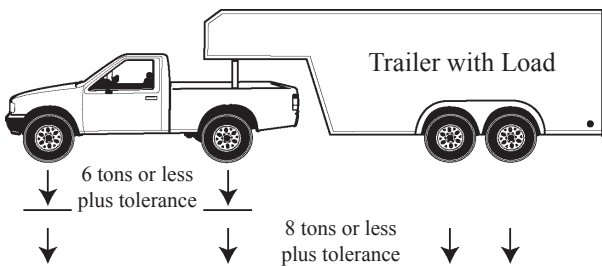 Trailer with Load
6 tons or less
plus tolerance
8 tons or less
plus tolerance